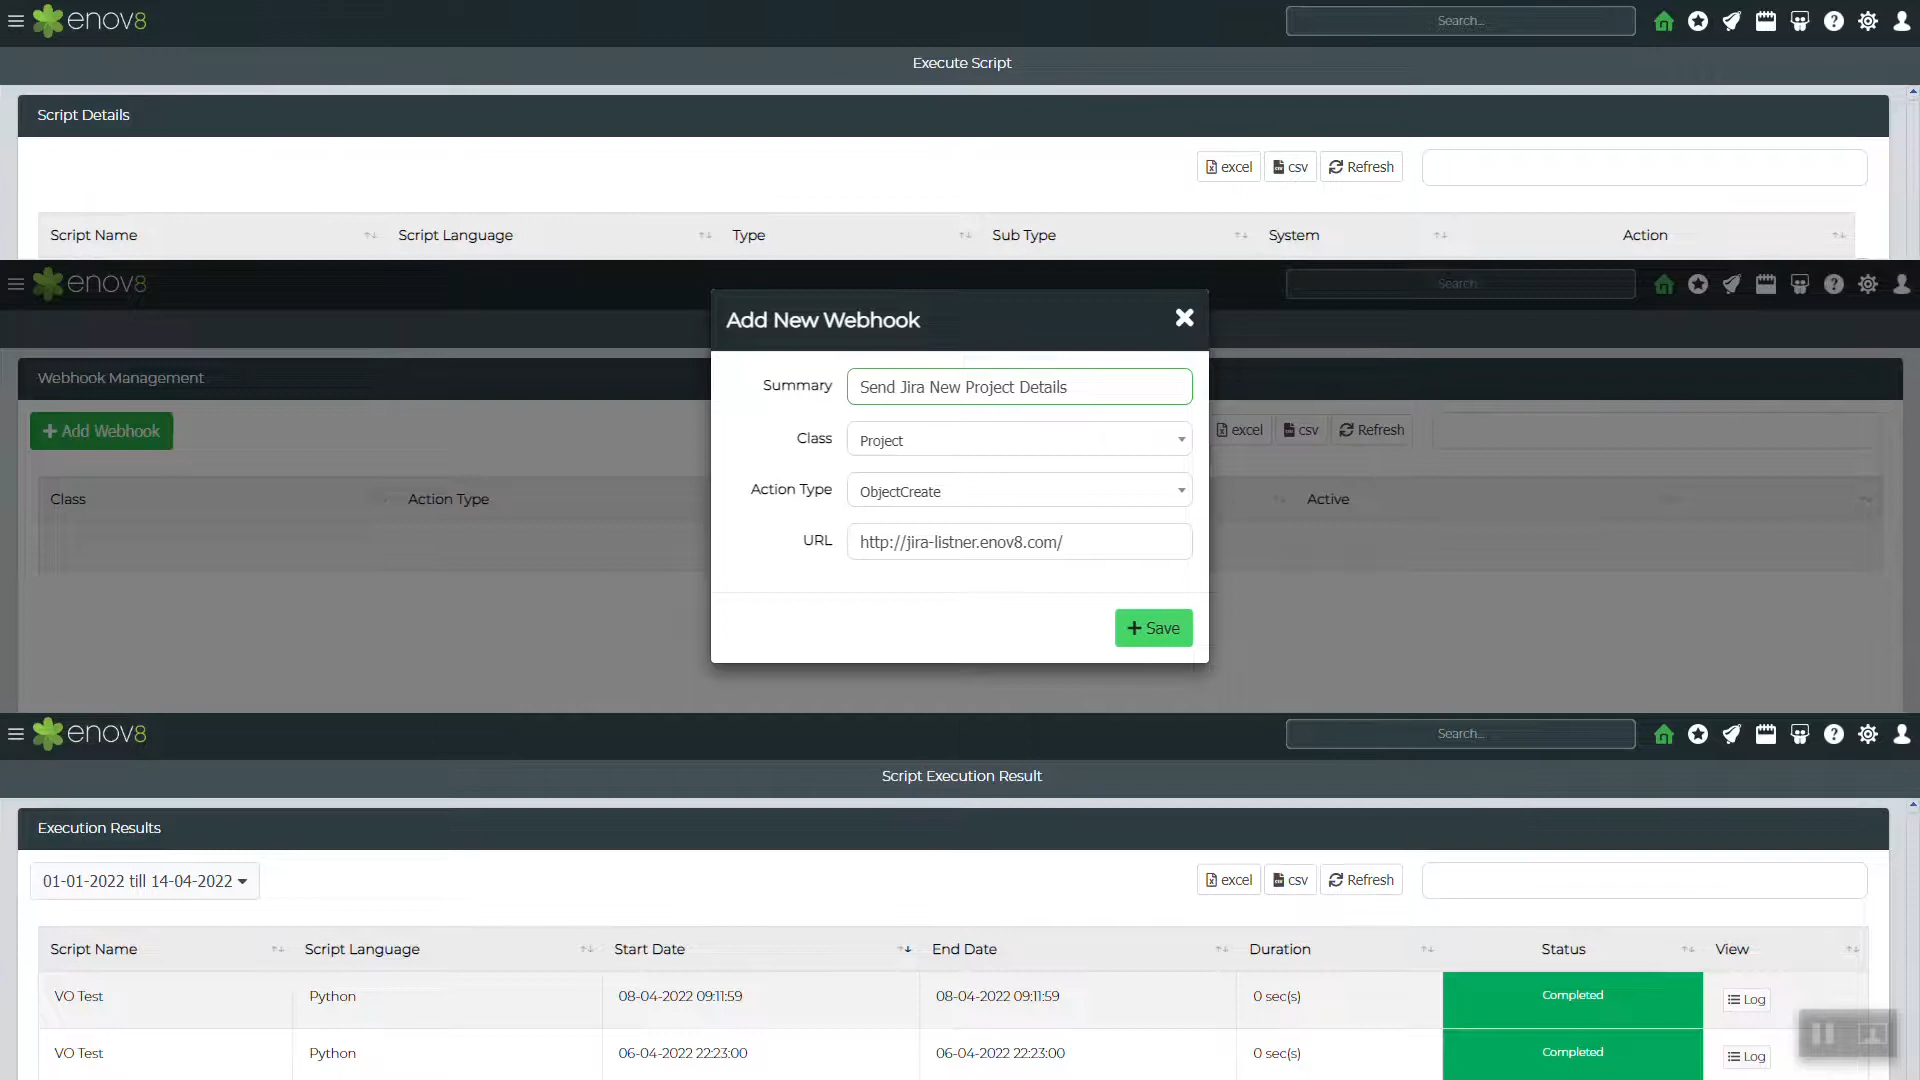 enov8
Search...
Execute Script
Script Details
excel csv Refresh
Script Name Script Language Type Sub Type System Action
enov8
Search
Add New Webhook
Webhook Management
Summary Send Jira New Project Details
+ Add Webhook
Class Project
excel csv Refresh
Class Action Type Active
Action Type ObjectCreate
URL http://jira-listner.enov8.com/
+ Save
enov8
Search...
Script Execution Result
Execution Results
01-01-2022 till 14-04-2022
excel csv Refresh
Script Name Script Language Start Date End Date Duration Status View
VO Test Python 08-04-2022 09:11:59 08-04-2022 09:11:59 0 sec(s) Completed Log
VO Test Python 06-04-2022 22:23:00 06-04-2022 22:23:00 0 sec(s) Completed Log